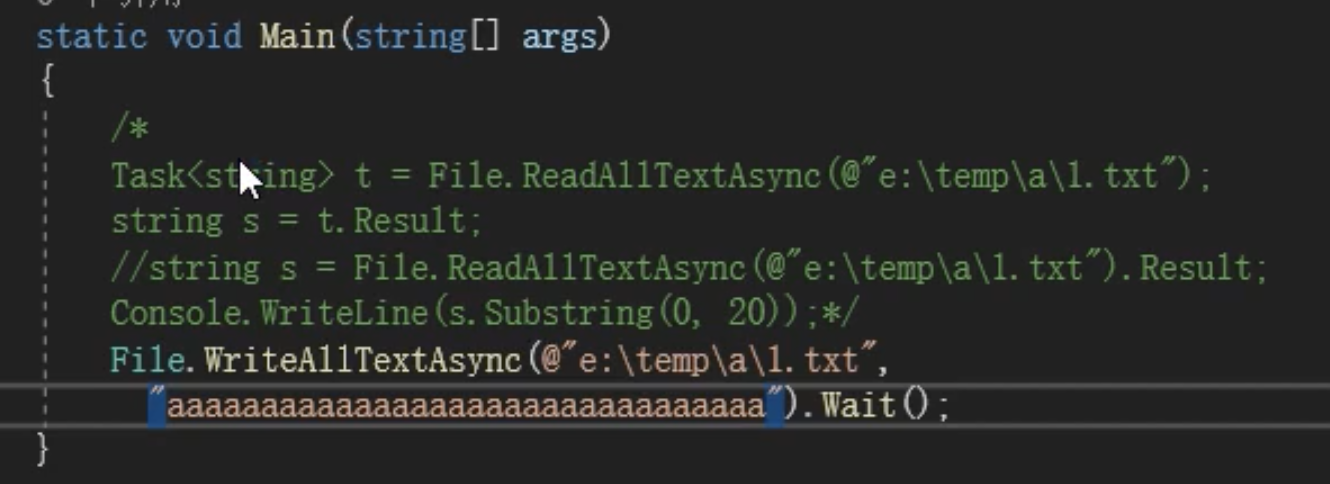 static void Main(string[] args)
{
/*
Task<string> t = File.ReadAllTextAsync(@"e:\temp\a\1.txt");
string s = t.Result;
//string s = File.ReadAllTextAsync(@"e:\temp\a\1.txt").Result;
Console.WriteLine(s.Substring(0, 20));*/
File.WriteAllTextAsync(@"e:\temp\a\1.txt",
"aaaaaaaaaaaaaaaaaaaaaaaaaaaaaaaa").Wait();
}